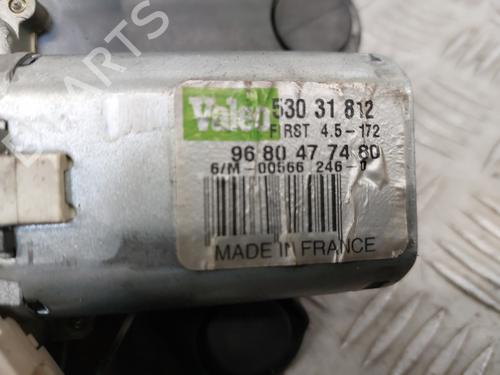 Valeo 530 31 812
FIRST 4.5-172
96 80 47 74 80
6/M-00566 246-0
MADE IN FRANCE